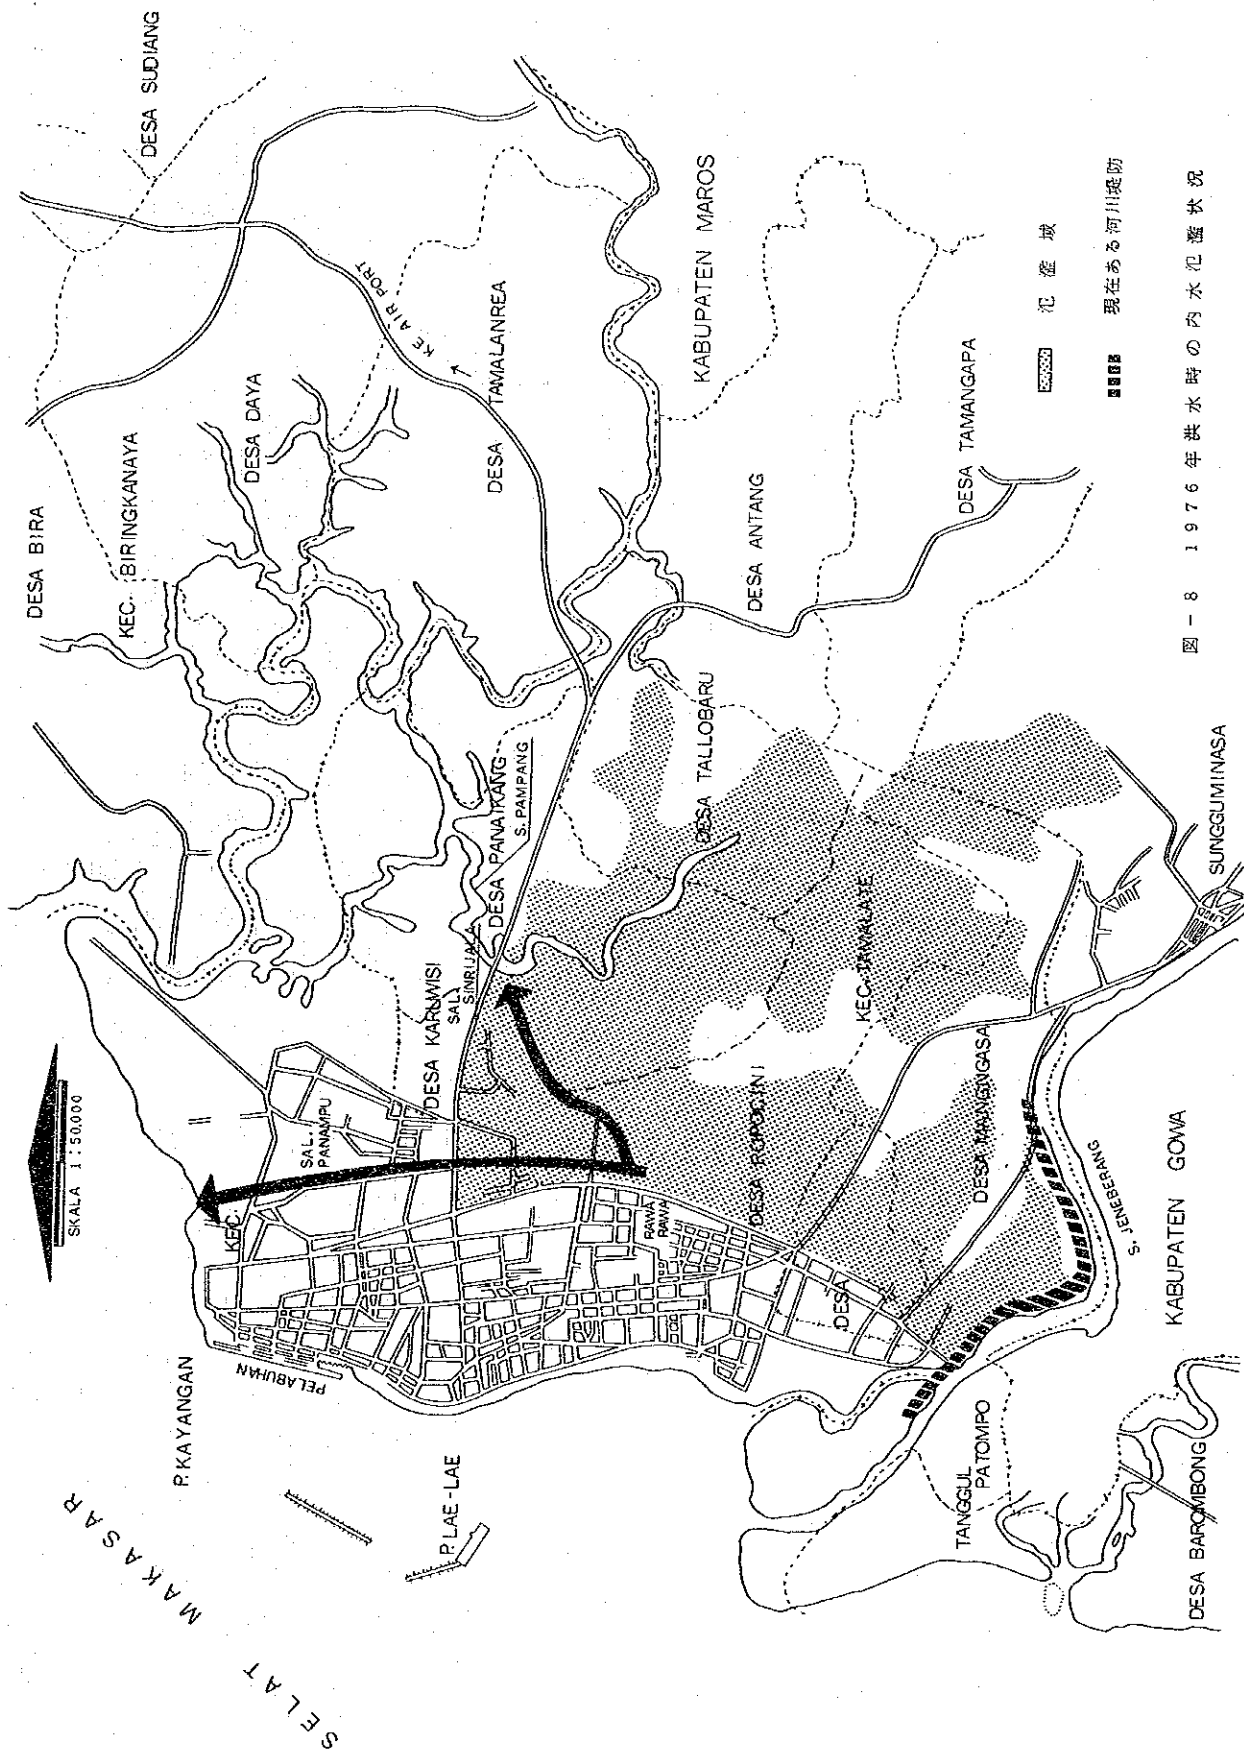 SKALA 1 : 50.000
SELAT MAKASAR
P. KAYANGAN
P. LAE-LAE
PELABUHAN
KEC.
SAL. PANAMPU
DESA KARUWISI
SAL. SINRIJALA
DESA PANAIKANG
S. PAMPANG
DESA BIRA
KEC. BIRINGKANAYA
DESA DAYA
DESA SUDIANG
KE AIR PORT
DESA TAMALANREA
KABUPATEN MAROS
DESA ANTANG
DESA TAMANGAPA
DESA TALLOBARU
KEC. TAMALATE
DESA ROPPOCINI
RAWA
RAWA
DESA
DESA MANGNGASA
S. JENEBERANG
SUNGGUMINASA
KABUPATEN GOWA
TANGGUL
PATOMPO
DESA BAROMBONG
氾濫域
現在ある河川堤防
図-8 1976年洪水時の内水氾濫状況